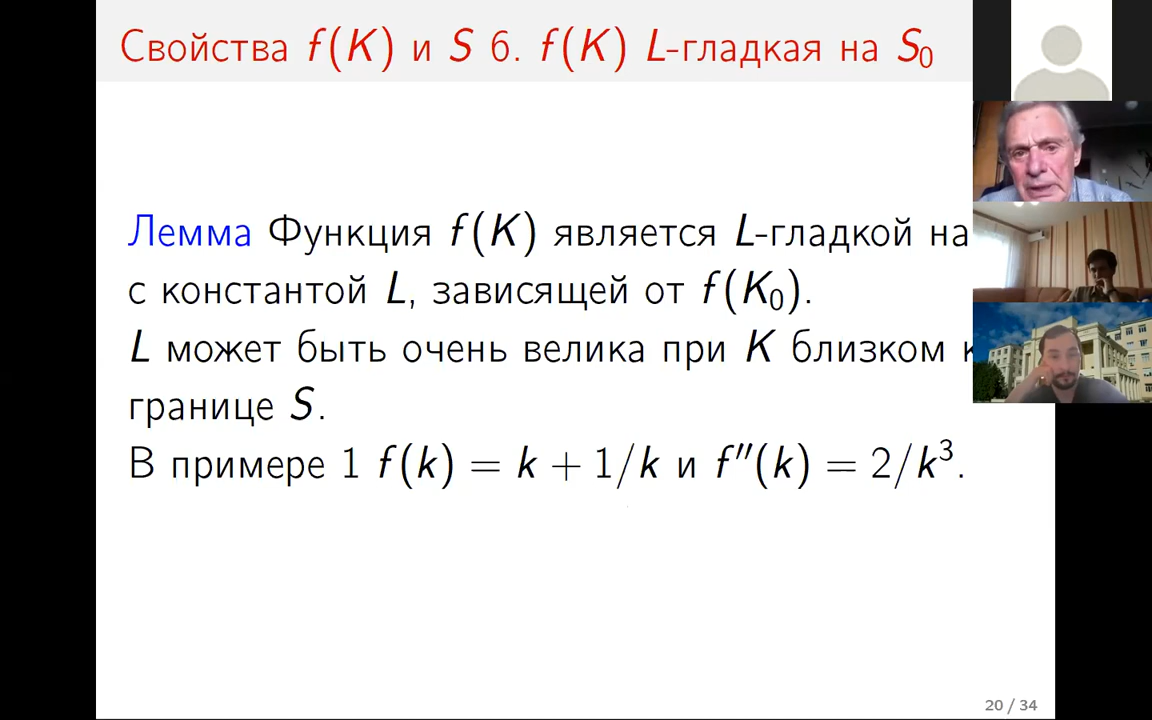 Свойства f(K) и S б. f(K) L-гладкая на S₀
Лемма Функция f(K) является L-гладкой на
с константой L, зависящей от f(K₀).
L может быть очень велика при K близком к
границе S.
В примере 1 f(k) = k + 1/k и f″(k) = 2/k³.
20 / 34